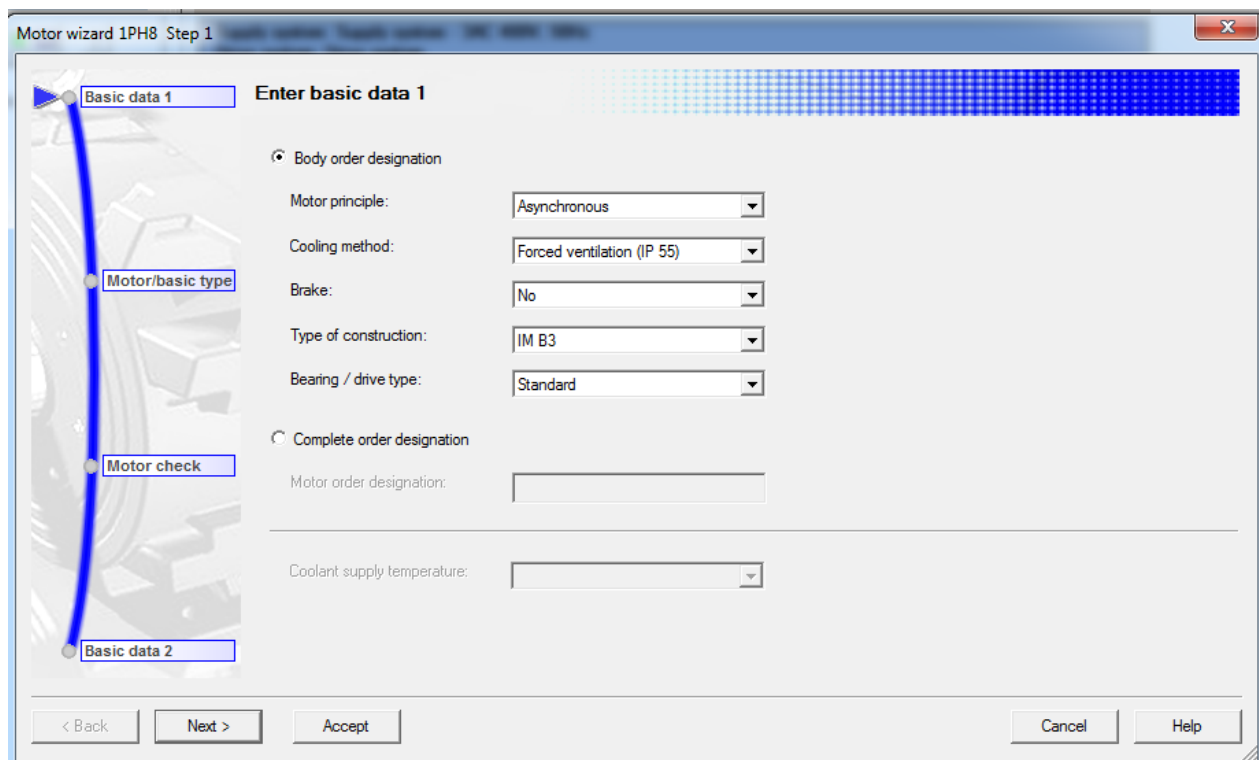 Motor wizard 1PH8 Step 1
Basic data 1
Motor/basic type
Motor check
Basic data 2
Enter basic data 1
Body order designation
Motor principle: Asynchronous
Cooling method: Forced ventilation (IP 55)
Brake: No
Type of construction: IM B3
Bearing / drive type: Standard
Complete order designation
Motor order designation:
Coolant supply temperature:
< Back Next > Accept Cancel Help